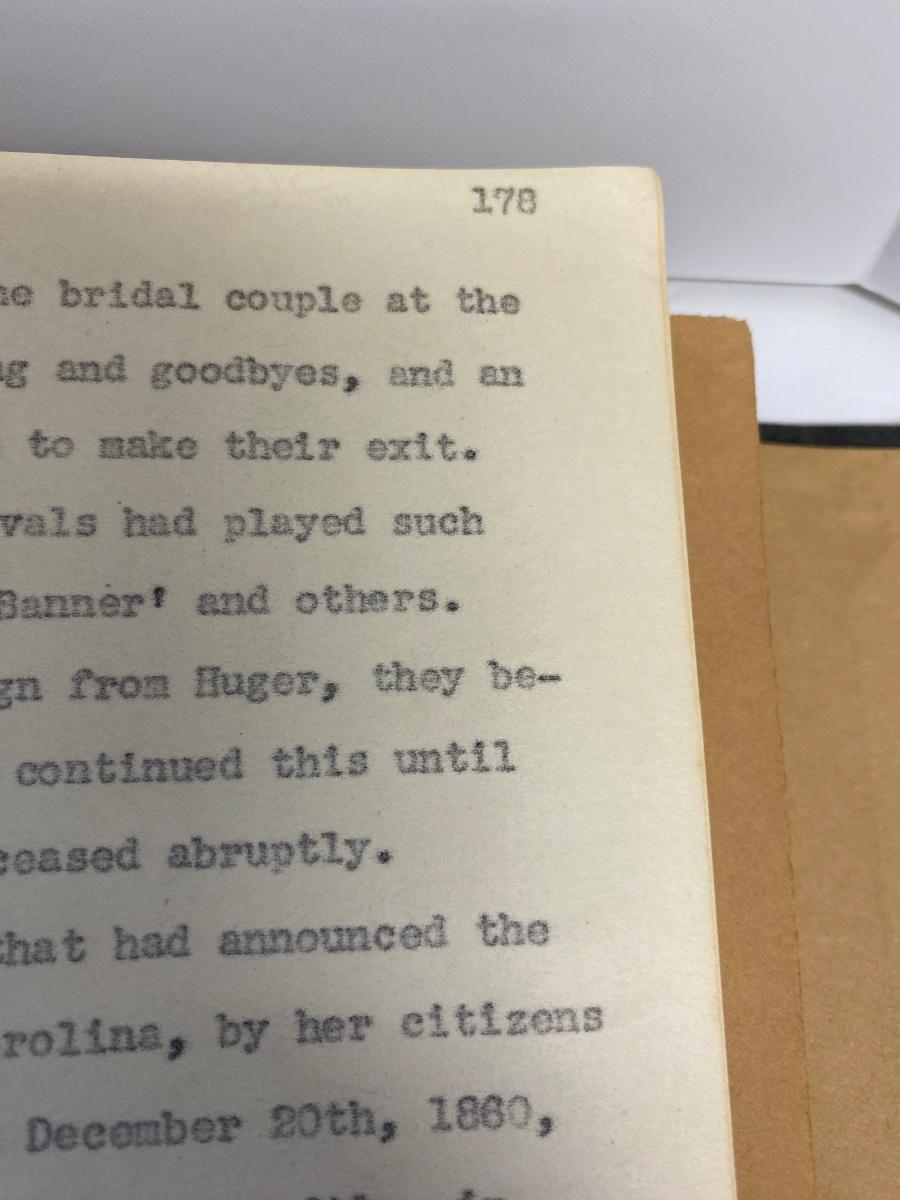 178
he bridal couple at the
g and goodbyes, and an
to make their exit.
vals had played such
Banner' and others.
gn from Huger, they be-
continued this until
ceased abruptly.
that had announced the
rolina, by her citizens
December 20th, 1860,